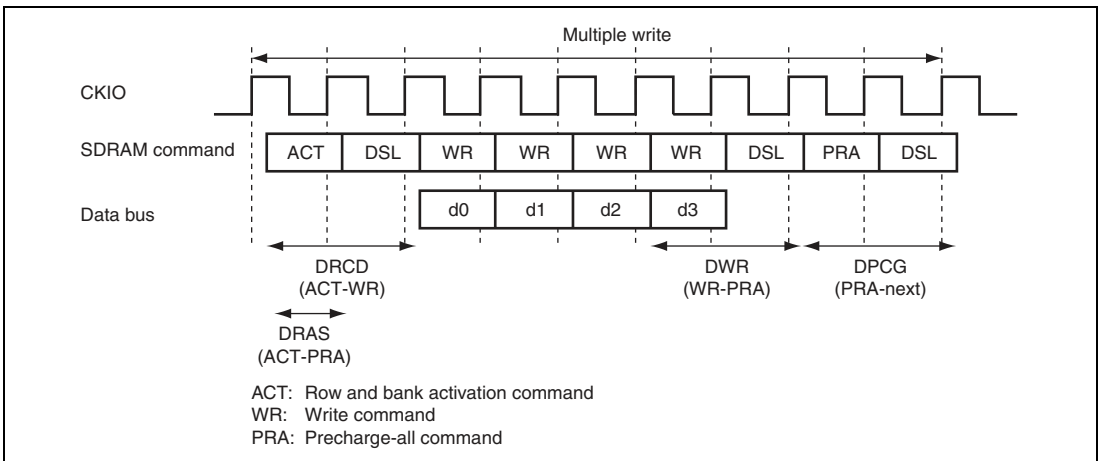 Multiple write
CKIO
SDRAM command ACT DSL WR WR WR WR DSL PRA DSL
Data bus d0 d1 d2 d3
DRCD DWR DPCG
(ACT-WR) (WR-PRA) (PRA-next)
DRAS
(ACT-PRA)
ACT: Row and bank activation command
WR: Write command
PRA: Precharge-all command